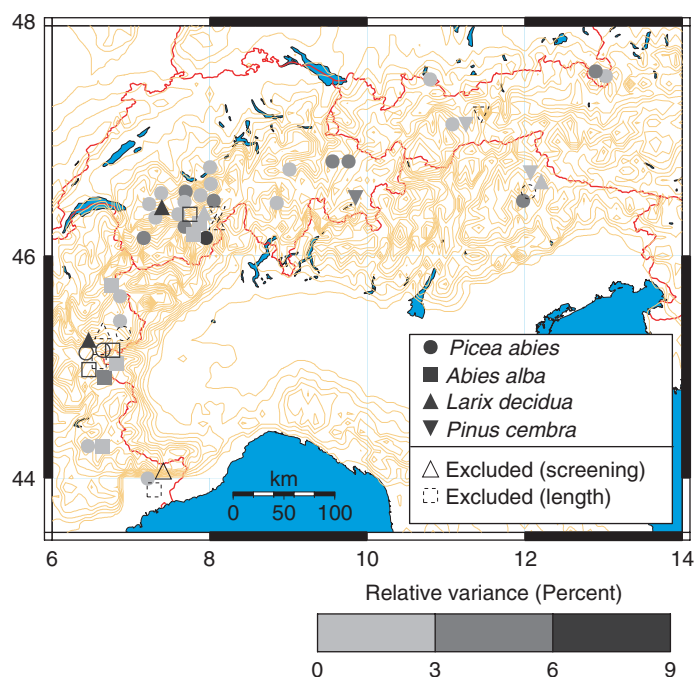 48
46
44
Picea abies
Abies alba
Larix decidua
Pinus cembra
Excluded (screening)
Excluded (length)
km
0 50 100
6 8 10 12 14
Relative variance (Percent)
0 3 6 9